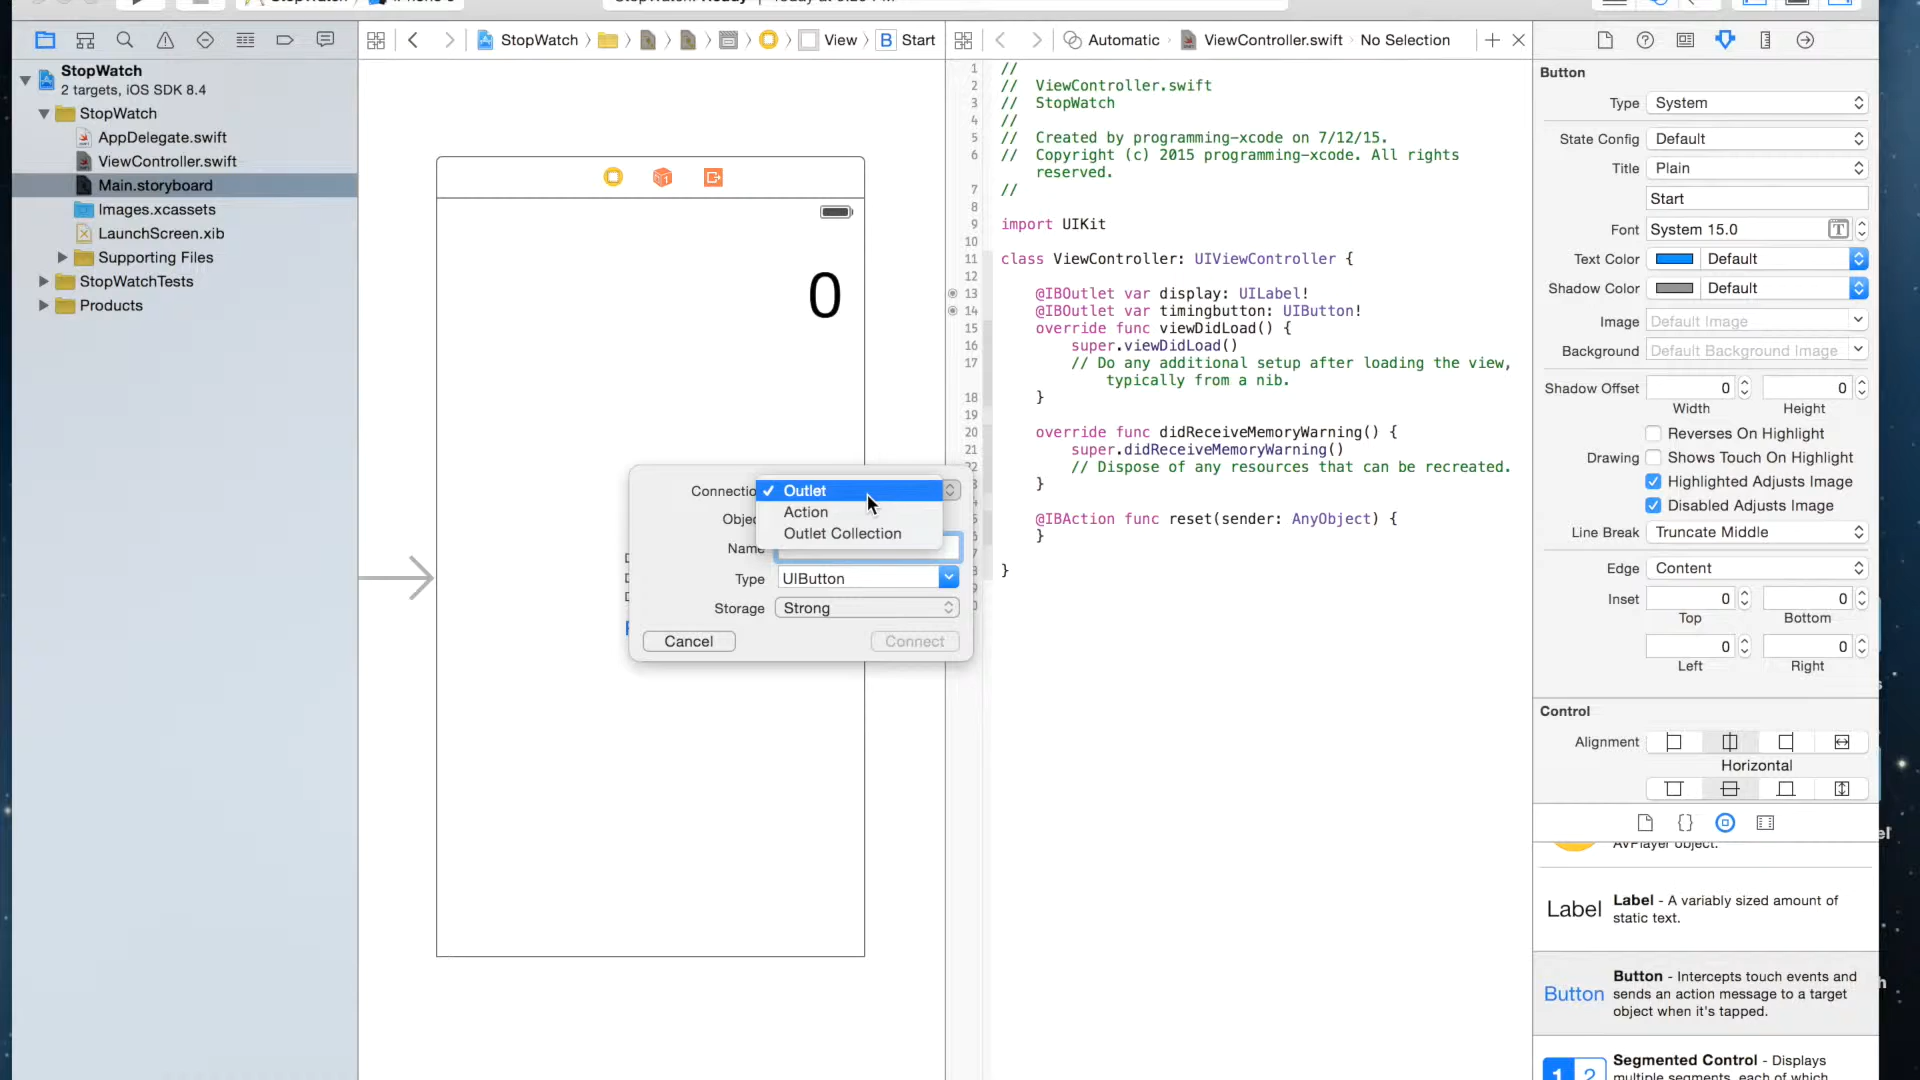 StopWatch
2 targets, iOS SDK 8.4
StopWatch
AppDelegate.swift
ViewController.swift
Main.storyboard
Images.xcassets
LaunchScreen.xib
Supporting Files
StopWatchTests
Products
StopWatch
View
B Start
Automatic
ViewController.swift
No Selection
0
Connectio
Outlet
Action
Outlet Collection
Objec
Name
Type UIButton
Storage Strong
Cancel
Connect
1 //
2 //  ViewController.swift
3 //  StopWatch
4 //
5 //  Created by programming-xcode on 7/12/15.
6 //  Copyright (c) 2015 programming-xcode. All rights
reserved.
7 //
8
9 import UIKit
10
11 class ViewController: UIViewController {
12
13 @IBOutlet var display: UILabel!
14 @IBOutlet var timingbutton: UIButton!
15 override func viewDidLoad() {
16 super.viewDidLoad()
17 // Do any additional setup after loading the view,
typically from a nib.
18 }
19
20 override func didReceiveMemoryWarning() {
21 super.didReceiveMemoryWarning()
22 // Dispose of any resources that can be recreated.
}
@IBAction func reset(sender: AnyObject) {
}
}
Button
Type System
State Config Default
Title Plain
Start
Font System 15.0 T
Text Color Default
Shadow Color Default
Image Default Image
Background Default Background Image
Shadow Offset 0 0
Width Height
Reverses On Highlight
Drawing Shows Touch On Highlight
Highlighted Adjusts Image
Disabled Adjusts Image
Line Break Truncate Middle
Edge Content
Inset 0 0
Top Bottom
0 0
Left Right
Control
Alignment
Horizontal
{}
AVPlayer object.
Label Label - A variably sized amount of
static text.
Button Button - Intercepts touch events and
sends an action message to a target
object when it's tapped.
1 2 Segmented Control - Displays
multiple segments, each of which